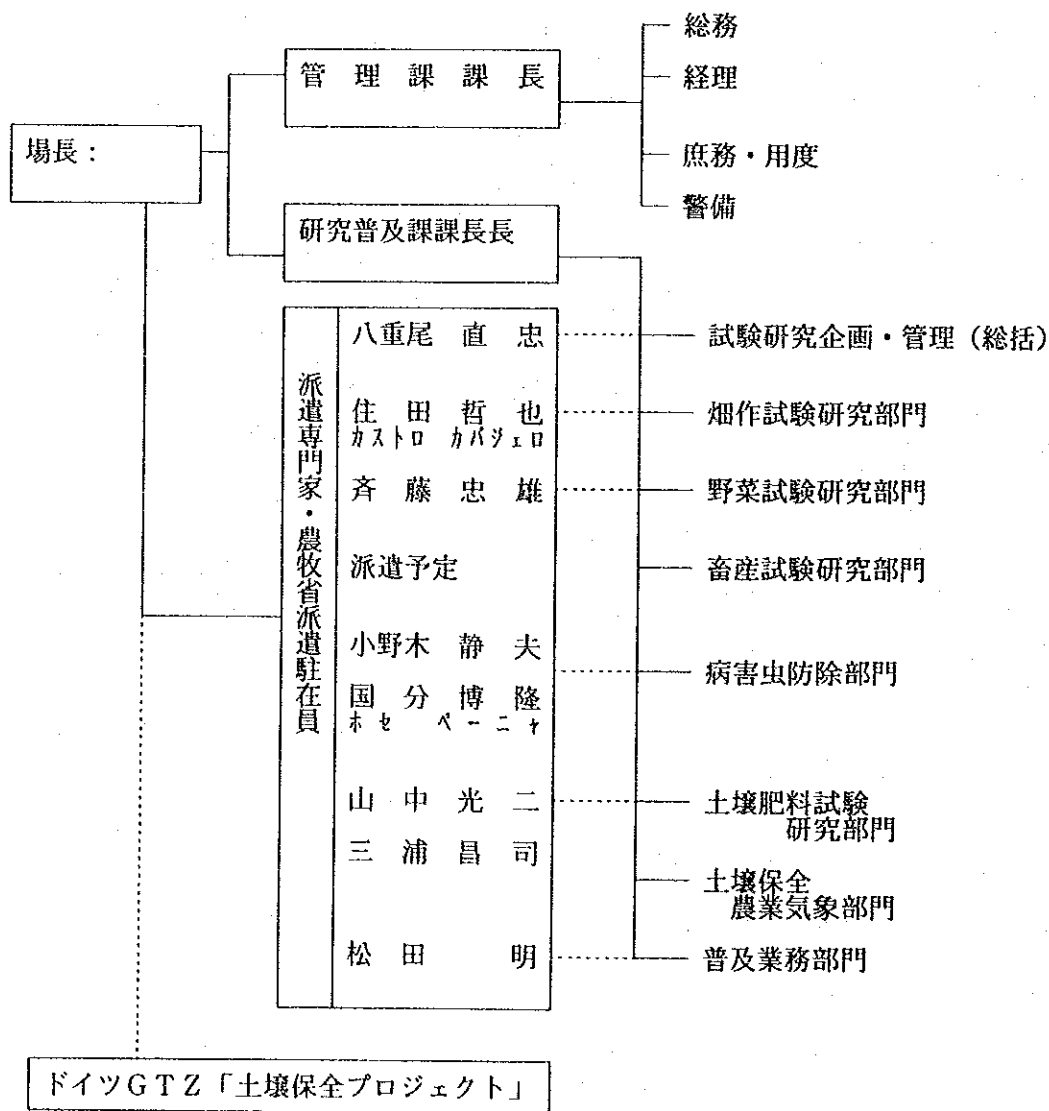 総務
管理課課長
経理
場長：
庶務・用度
警備
研究普及課課長長
派遣専門家・農牧省派遣駐在員
八重尾 直 忠
試験研究企画・管理（総括）
住田哲也
カストロ カバジェロ
畑作試験研究部門
斉藤忠雄
野菜試験研究部門
派遣予定
畜産試験研究部門
小野木 静 夫
病害虫防除部門
国分博隆
ホセ ペーニャ
山中光二
土壌肥料試験
研究部門
三浦昌司
土壌保全
農業気象部門
松田 明
普及業務部門
ドイツGTZ「土壌保全プロジェクト」